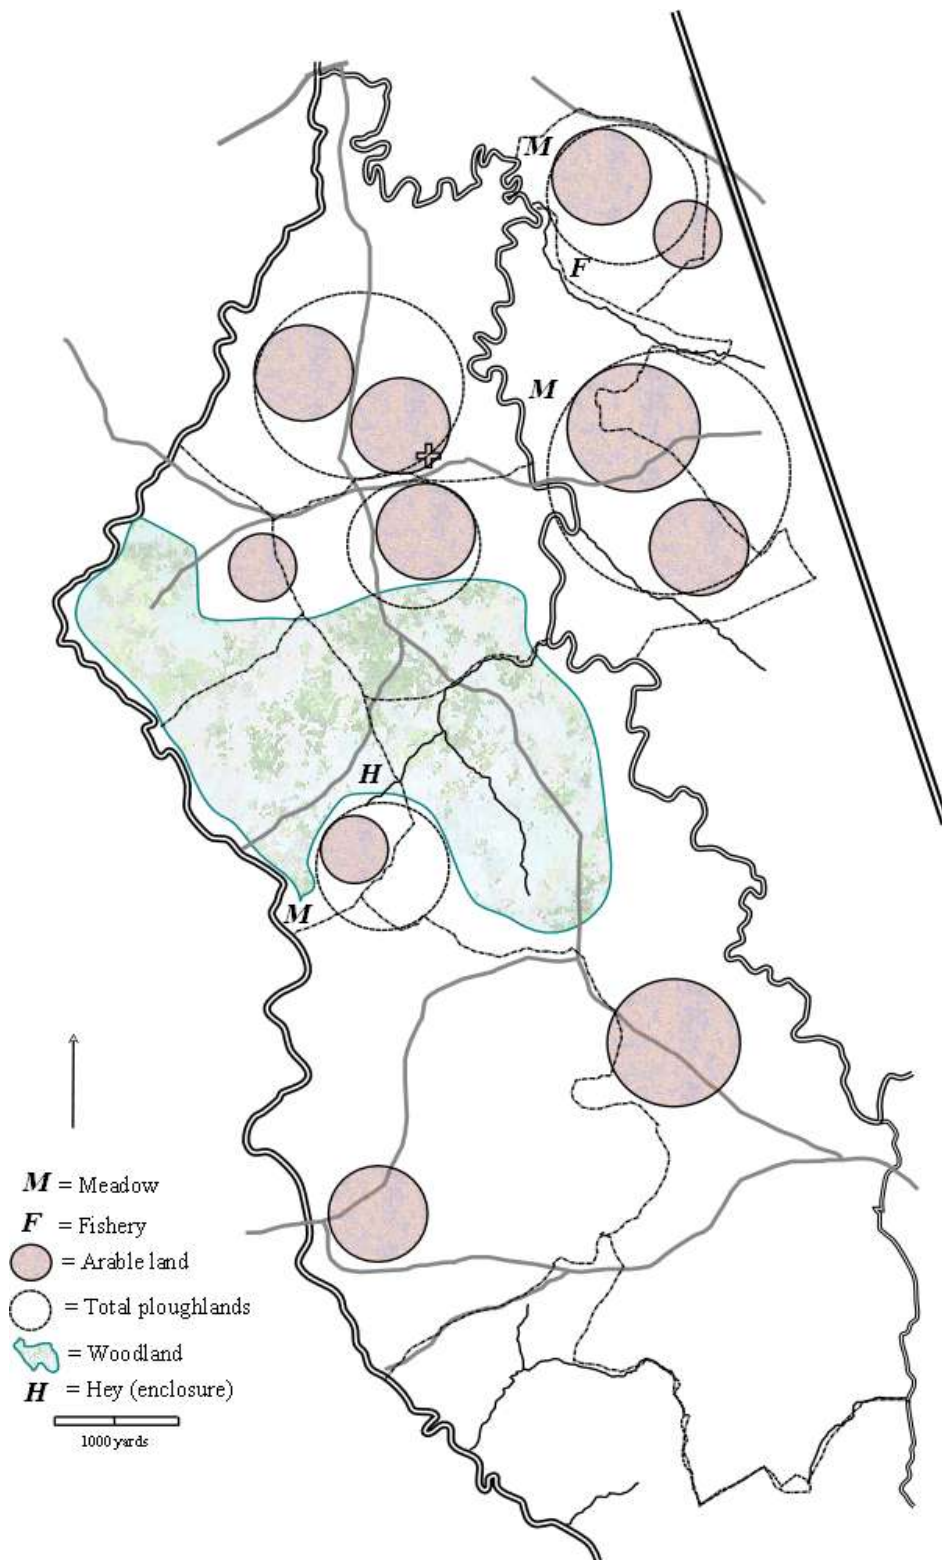 M
F
M
H
M
M = Meadow
F = Fishery
= Arable land
= Total ploughlands
= Woodland
H = Hey (enclosure)
1000 yards